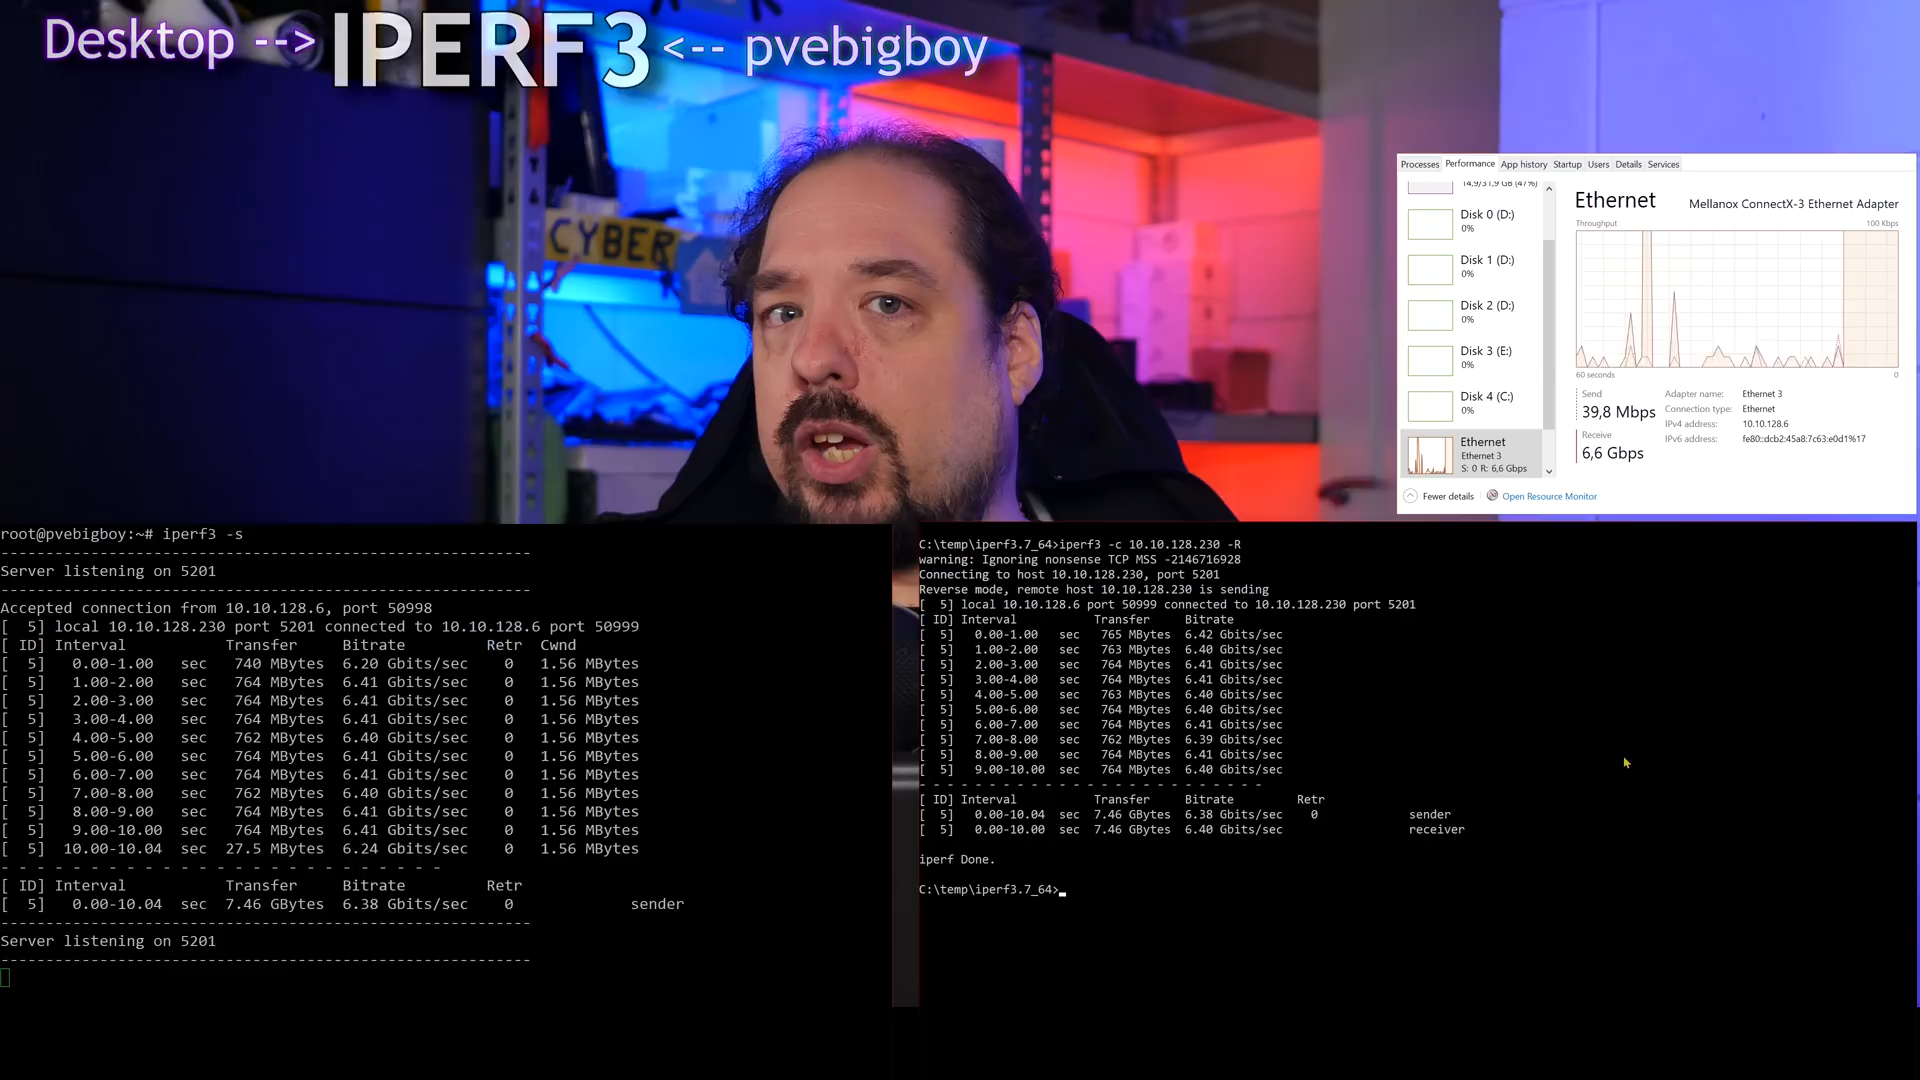 Desktop --> IPERF3 <-- pvebigboy
CYBER
Processes Performance App history Startup Users Details Services
14,9/31,9 GB (47%)
Disk 0 (D:)
0%
Disk 1 (D:)
0%
Disk 2 (D:)
0%
Disk 3 (E:)
0%
Disk 4 (C:)
0%
Ethernet
Ethernet 3
S: 0 R: 6,6 Gbps
Ethernet Mellanox ConnectX-3 Ethernet Adapter
Throughput 100 Kbps
60 seconds 0
Send
39,8 Mbps
Receive
6,6 Gbps
Adapter name: Ethernet 3
Connection type: Ethernet
IPv4 address: 10.10.128.6
IPv6 address: fe80::dcb2:45a8:7c63:e0d1%17
Fewer details Open Resource Monitor
root@pvebigboy:~# iperf3 -s
-----------------------------------------------------------
Server listening on 5201
-----------------------------------------------------------
Accepted connection from 10.10.128.6, port 50998
[  5] local 10.10.128.230 port 5201 connected to 10.10.128.6 port 50999
[ ID] Interval Transfer Bitrate Retr Cwnd
[  5] 0.00-1.00 sec 740 MBytes 6.20 Gbits/sec 0 1.56 MBytes
[  5] 1.00-2.00 sec 764 MBytes 6.41 Gbits/sec 0 1.56 MBytes
[  5] 2.00-3.00 sec 764 MBytes 6.41 Gbits/sec 0 1.56 MBytes
[  5] 3.00-4.00 sec 764 MBytes 6.41 Gbits/sec 0 1.56 MBytes
[  5] 4.00-5.00 sec 762 MBytes 6.40 Gbits/sec 0 1.56 MBytes
[  5] 5.00-6.00 sec 764 MBytes 6.41 Gbits/sec 0 1.56 MBytes
[  5] 6.00-7.00 sec 764 MBytes 6.41 Gbits/sec 0 1.56 MBytes
[  5] 7.00-8.00 sec 762 MBytes 6.40 Gbits/sec 0 1.56 MBytes
[  5] 8.00-9.00 sec 764 MBytes 6.41 Gbits/sec 0 1.56 MBytes
[  5] 9.00-10.00 sec 764 MBytes 6.41 Gbits/sec 0 1.56 MBytes
[  5] 10.00-10.04 sec 27.5 MBytes 6.24 Gbits/sec 0 1.56 MBytes
- - - - - - - - - - - - - - - - - - - - - - - - -
[ ID] Interval Transfer Bitrate Retr
[  5] 0.00-10.04 sec 7.46 GBytes 6.38 Gbits/sec 0 sender
-----------------------------------------------------------
Server listening on 5201
-----------------------------------------------------------
C:\temp\iperf3.7_64>iperf3 -c 10.10.128.230 -R
warning: Ignoring nonsense TCP MSS -2146716928
Connecting to host 10.10.128.230, port 5201
Reverse mode, remote host 10.10.128.230 is sending
[  5] local 10.10.128.6 port 50999 connected to 10.10.128.230 port 5201
[ ID] Interval Transfer Bitrate
[  5] 0.00-1.00 sec 765 MBytes 6.42 Gbits/sec
[  5] 1.00-2.00 sec 763 MBytes 6.40 Gbits/sec
[  5] 2.00-3.00 sec 764 MBytes 6.41 Gbits/sec
[  5] 3.00-4.00 sec 764 MBytes 6.41 Gbits/sec
[  5] 4.00-5.00 sec 763 MBytes 6.40 Gbits/sec
[  5] 5.00-6.00 sec 764 MBytes 6.40 Gbits/sec
[  5] 6.00-7.00 sec 764 MBytes 6.41 Gbits/sec
[  5] 7.00-8.00 sec 762 MBytes 6.39 Gbits/sec
[  5] 8.00-9.00 sec 764 MBytes 6.41 Gbits/sec
[  5] 9.00-10.00 sec 764 MBytes 6.40 Gbits/sec
- - - - - - - - - - - - - - - - - - - - - - - - -
[ ID] Interval Transfer Bitrate Retr
[  5] 0.00-10.04 sec 7.46 GBytes 6.38 Gbits/sec 0 sender
[  5] 0.00-10.00 sec 7.46 GBytes 6.40 Gbits/sec receiver
iperf Done.
C:\temp\iperf3.7_64>